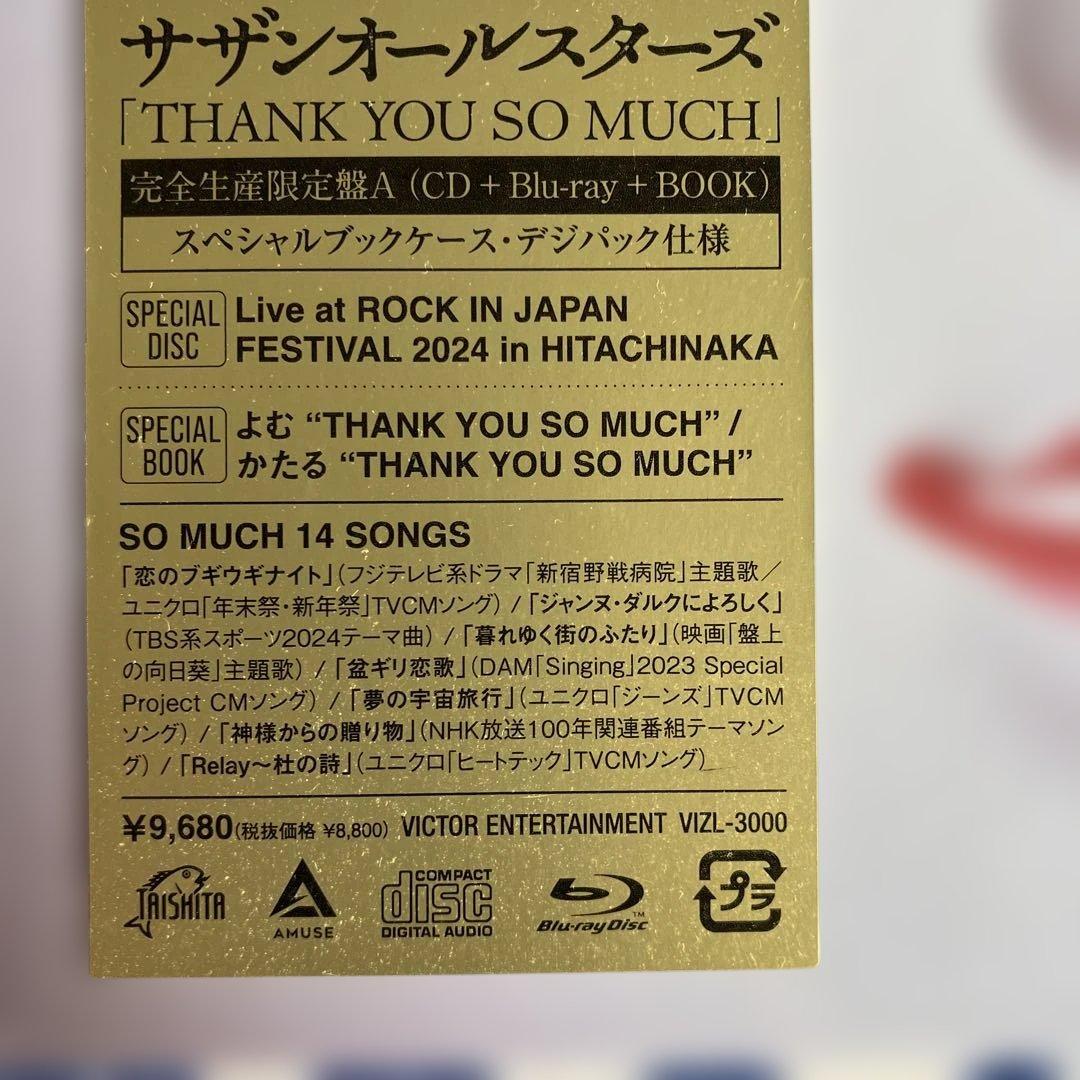 サザンオールスターズ
「THANK YOU SO MUCH」
完全生産限定盤A (CD + Blu-ray + BOOK)
スペシャルブックケース・デジパック仕様
SPECIAL DISC
Live at ROCK IN JAPAN
FESTIVAL 2024 in HITACHINAKA
SPECIAL BOOK
よむ “THANK YOU SO MUCH” /
かたる “THANK YOU SO MUCH”
SO MUCH 14 SONGS
「恋のブギウギナイト」(フジテレビ系ドラマ「新宿野戦病院」主題歌／
ユニクロ「年末祭・新年祭」TVCMソング) / 「ジャンヌ・ダルクによろしく」
(TBS系スポーツ2024テーマ曲) / 「暮れゆく街のふたり」(映画「盤上
の向日葵」主題歌) / 「盆ギリ恋歌」(DAM「Singing」2023 Special
Project CMソング) / 「夢の宇宙旅行」(ユニクロ「ジーンズ」TVCM
ソング) / 「神様からの贈り物」(NHK放送100年関連番組テーマソン
グ) / 「Relay〜杜の詩」(ユニクロ「ヒートテック」TVCMソング)
¥9,680(税抜価格 ¥8,800) VICTOR ENTERTAINMENT VIZL-3000
TAISHITA
AMUSE
COMPACT
disc
DIGITAL AUDIO
Blu-ray Disc™
プラ